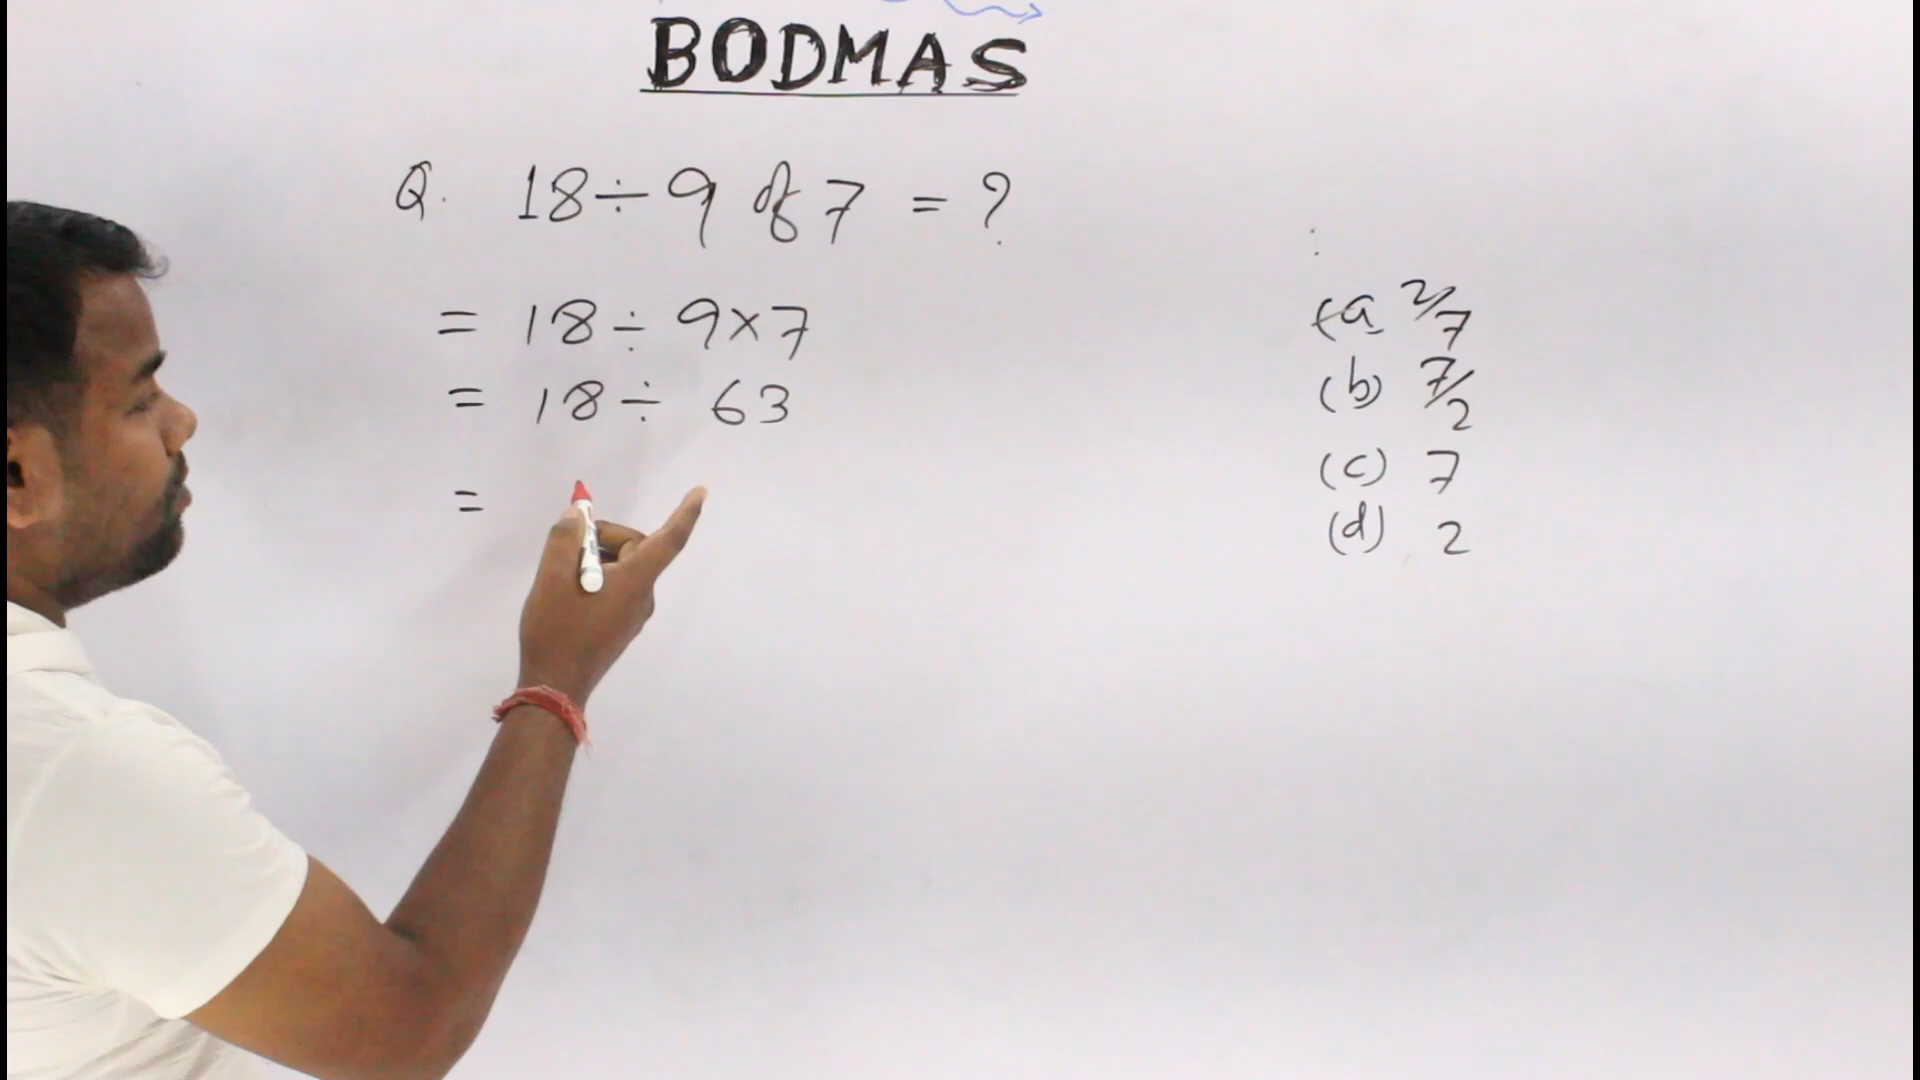 BODMAS
Q. 18÷9 of 7 = ?
= 18÷ 9×7
= 18÷ 63
=
(a 2/7
(b) 7/2
(c) 7
(d) 2